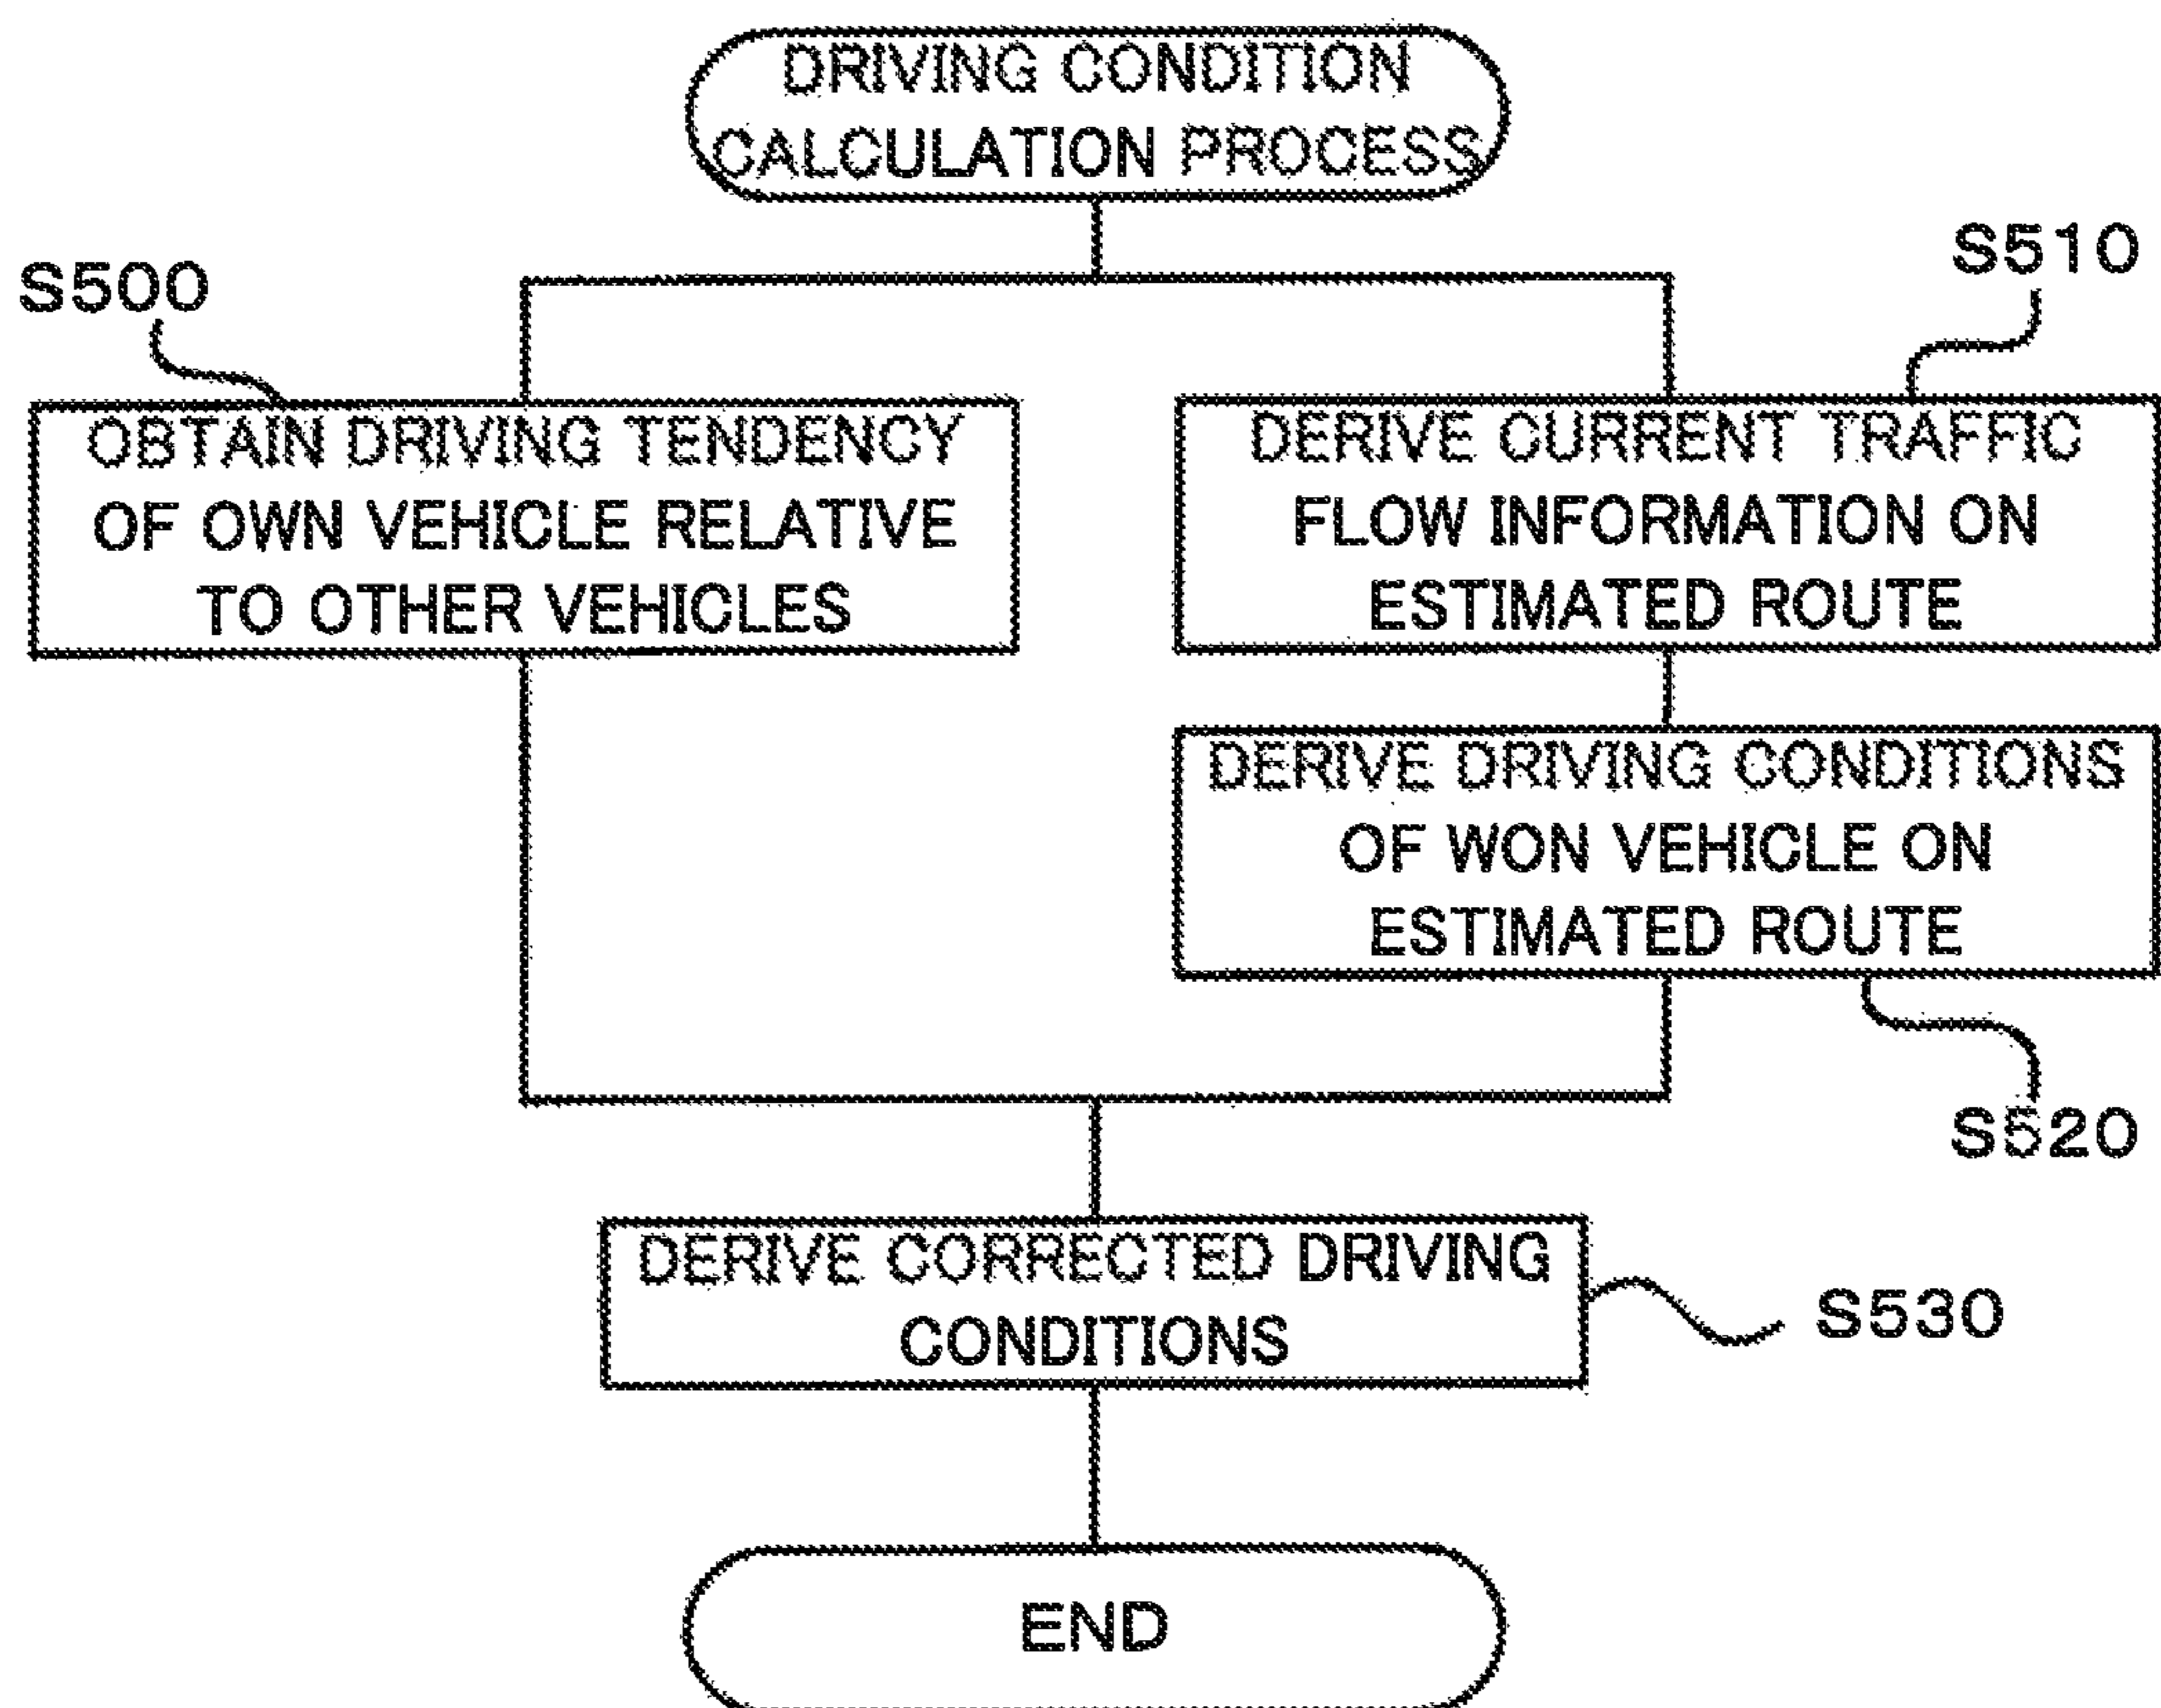 DRIVING CONDITION
CALCULATION PROCESS
S500
S510
OBTAIN DRIVING TENDENCY
OF OWN VEHICLE RELATIVE
TO OTHER VEHICLES
DERIVE CURRENT TRAFFIC
FLOW INFORMATION ON
ESTIMATED ROUTE
DERIVE DRIVING CONDITIONS
OF WON VEHICLE ON
ESTIMATED ROUTE
S520
DERIVE CORRECTED DRIVING
CONDITIONS
S530
END